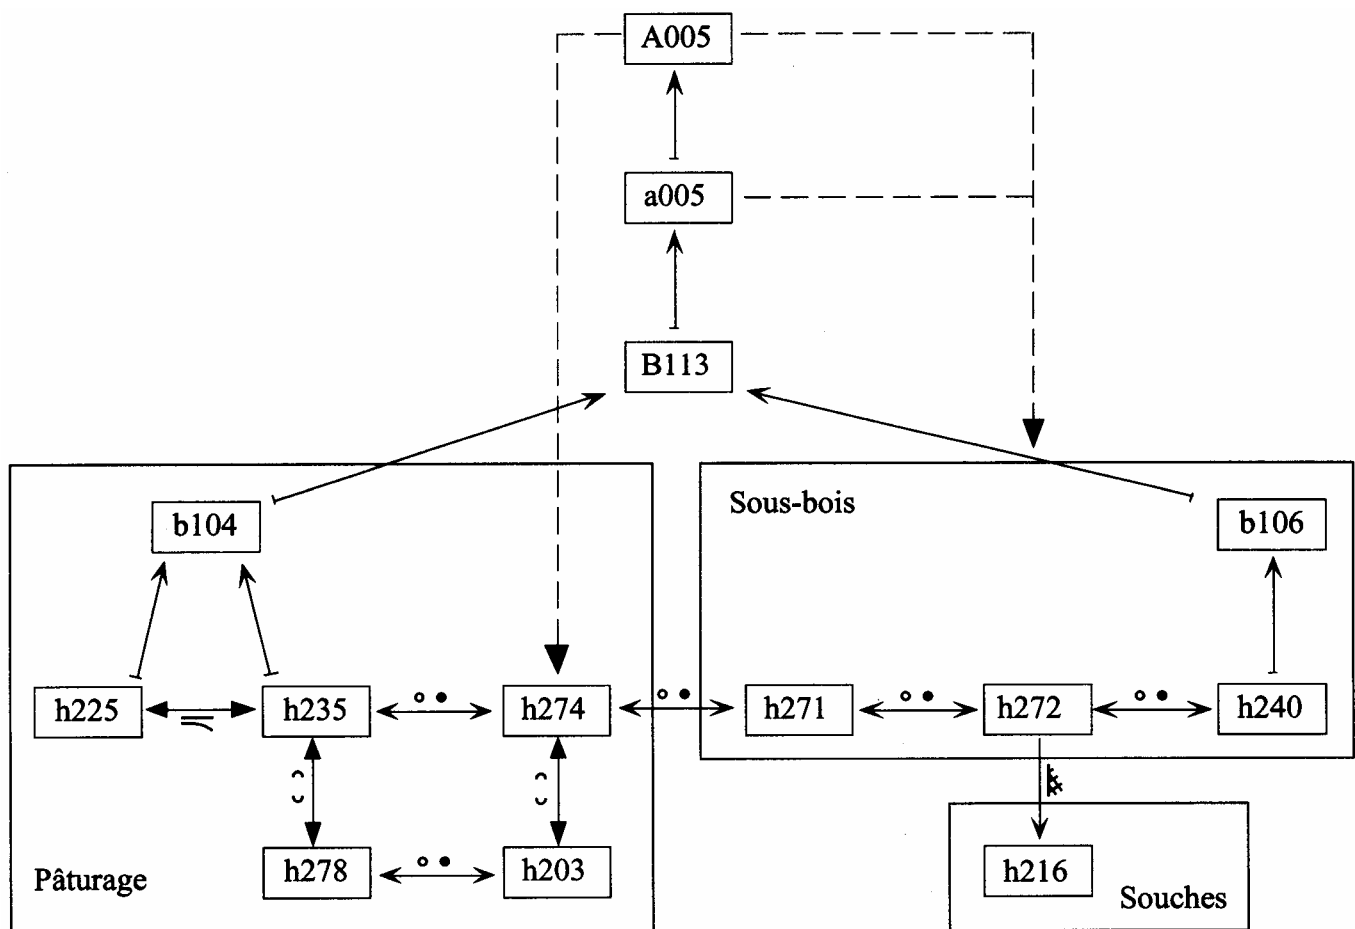 A005
a005
B113
Sous-bois
b104
b106
h225
h235
h274
h271
h272
h240
h278
h203
h216
Pâturage
Souches